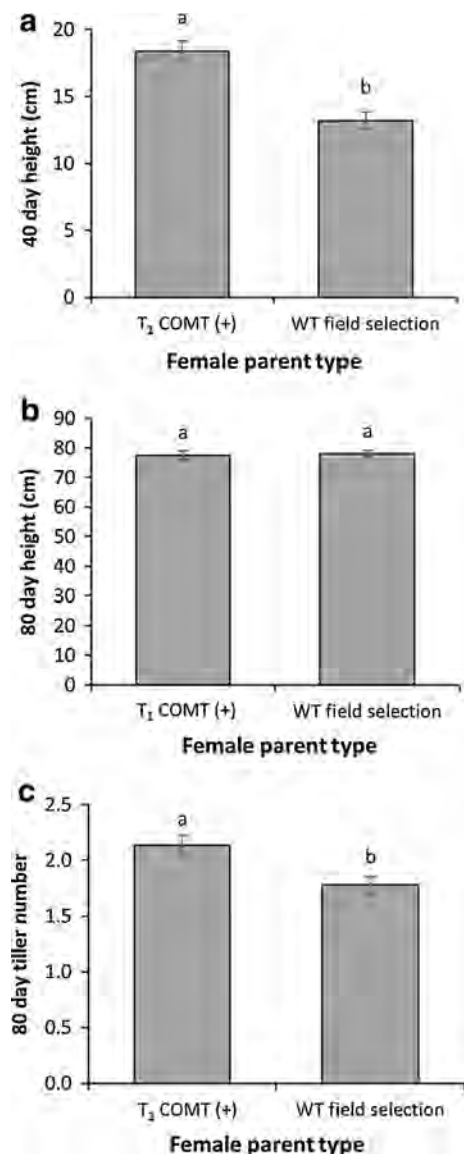 a
40 day height (cm)
20
15
10
5
0
a
b
T₁ COMT (+)
WT field selection
Female parent type
b
80 day height (cm)
90
80
70
60
50
40
30
20
10
0
a
a
T₁ COMT (+)
WT field selection
Female parent type
c
80 day tiller number
2.5
2.0
1.5
1.0
0.5
0.0
a
b
T₁ COMT (+)
WT field selection
Female parent type